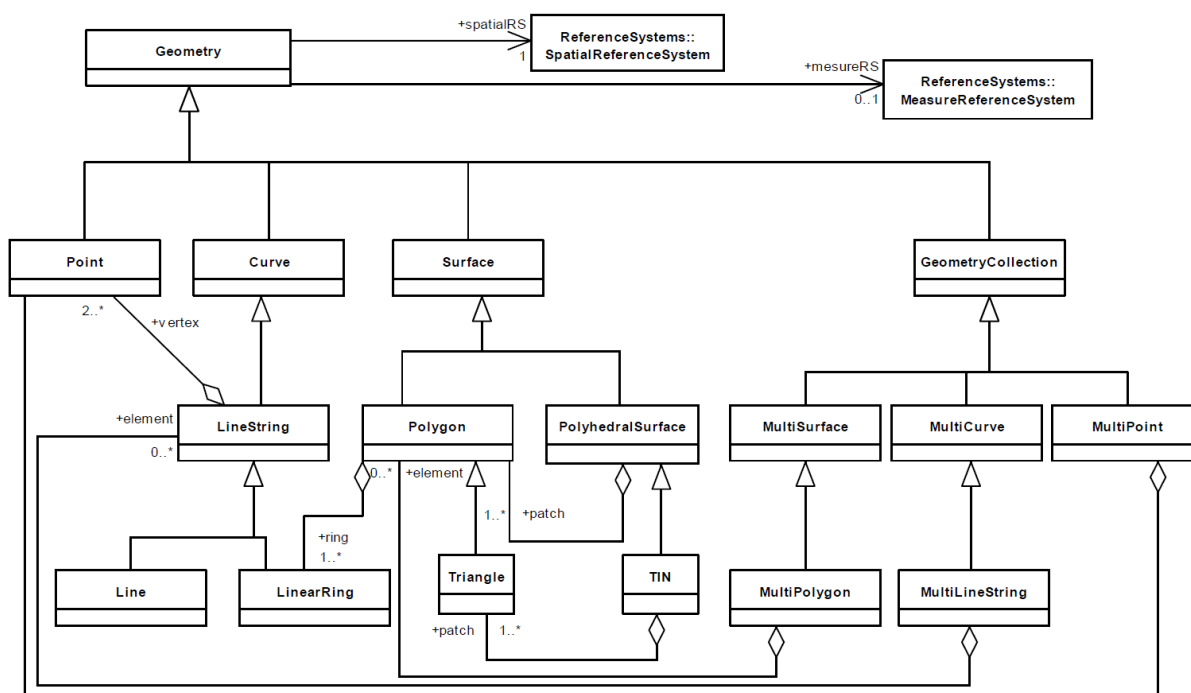 +spatialRS
ReferenceSystems::
Geometry
SpatialReferenceSystem
1
+mesureRS
ReferenceSystems::
MeasureReferenceSystem
0..1
Point
Curve
Surface
GeometryCollection
2..*
+vertex
+element
LineString
Polygon
PolyhedralSurface
MultiSurface
MultiCurve
MultiPoint
0..*
0..*
+element
1..*
+patch
+ring
1..*
Line
LinearRing
Triangle
TIN
MultiPolygon
MultiLineString
+patch
1..*